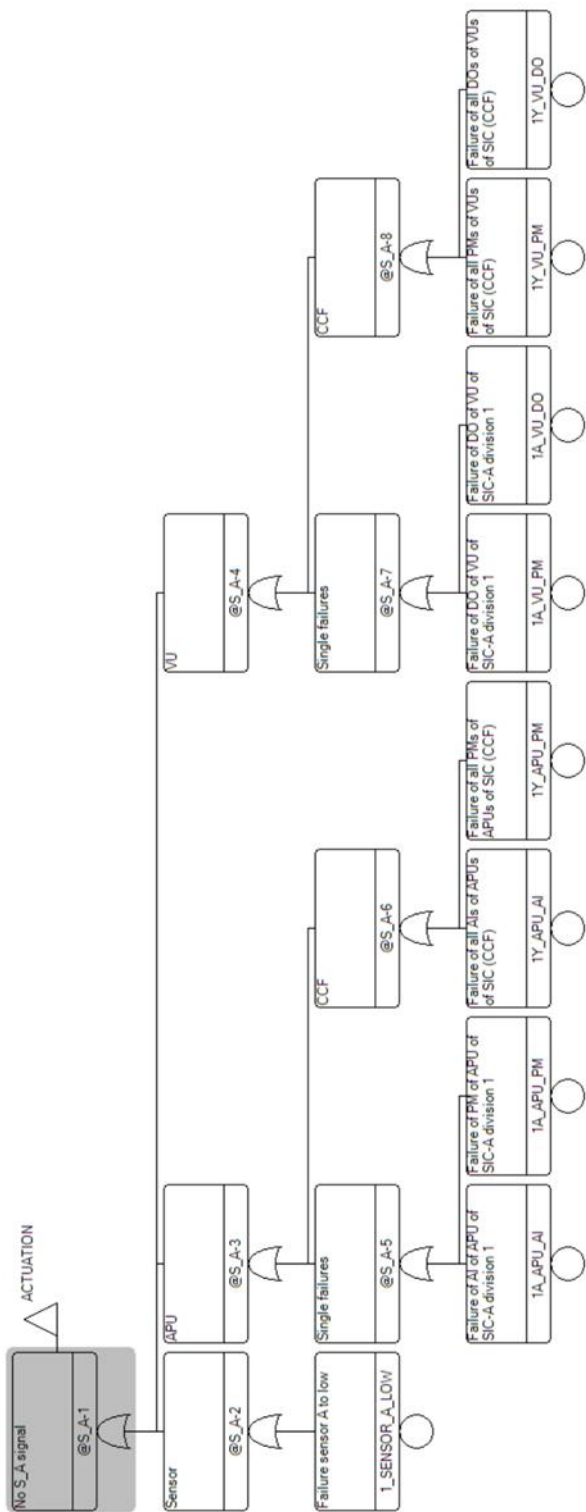 No S_A signal
@S_A-1
ACTUATION
Sensor
@S_A-2
APU
@S_A-3
VU
@S_A-4
Failure sensor A to low
1_SENSOR_A_LOW
Single failures
@S_A-5
CCF
@S_A-6
Single failures
@S_A-7
CCF
@S_A-8
Failure of AI of APU of
SIC-A division 1
1A_APU_AI
Failure of PM of APU of
SIC-A division 1
1A_APU_PM
Failure of all AIs of APUs
of SIC (CCF)
1Y_APU_AI
Failure of all PMs of
APUs of SIC (CCF)
1Y_APU_PM
Failure of DO of VU of
SIC-A division 1
1A_VU_PM
Failure of DO of VU of
SIC-A division 1
1A_VU_DO
Failure of all PMs of VUs
of SIC (CCF)
1Y_VU_PM
Failure of all DOs of VUs
of SIC (CCF)
1Y_VU_DO